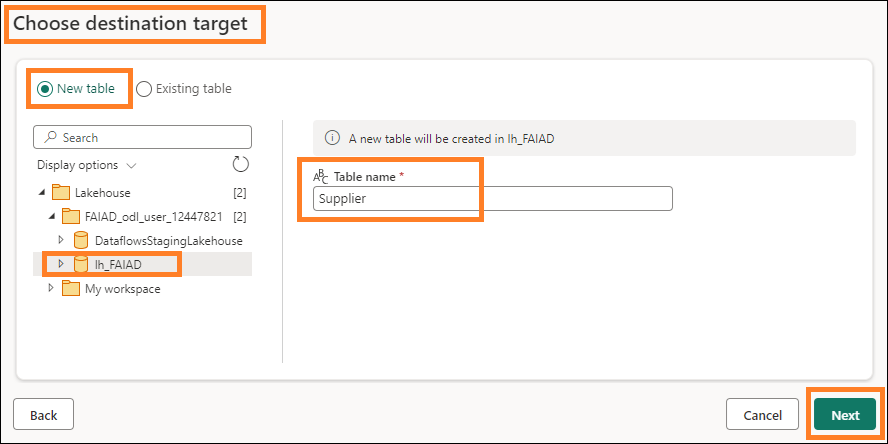 Choose destination target
New table
Existing table
Search
Display options
Lakehouse [2]
FAIAD_odl_user_12447821 [2]
DataflowsStagingLakehouse
lh_FAIAD
My workspace
A new table will be created in lh_FAIAD
ABC Table name *
Supplier
Back
Cancel
Next